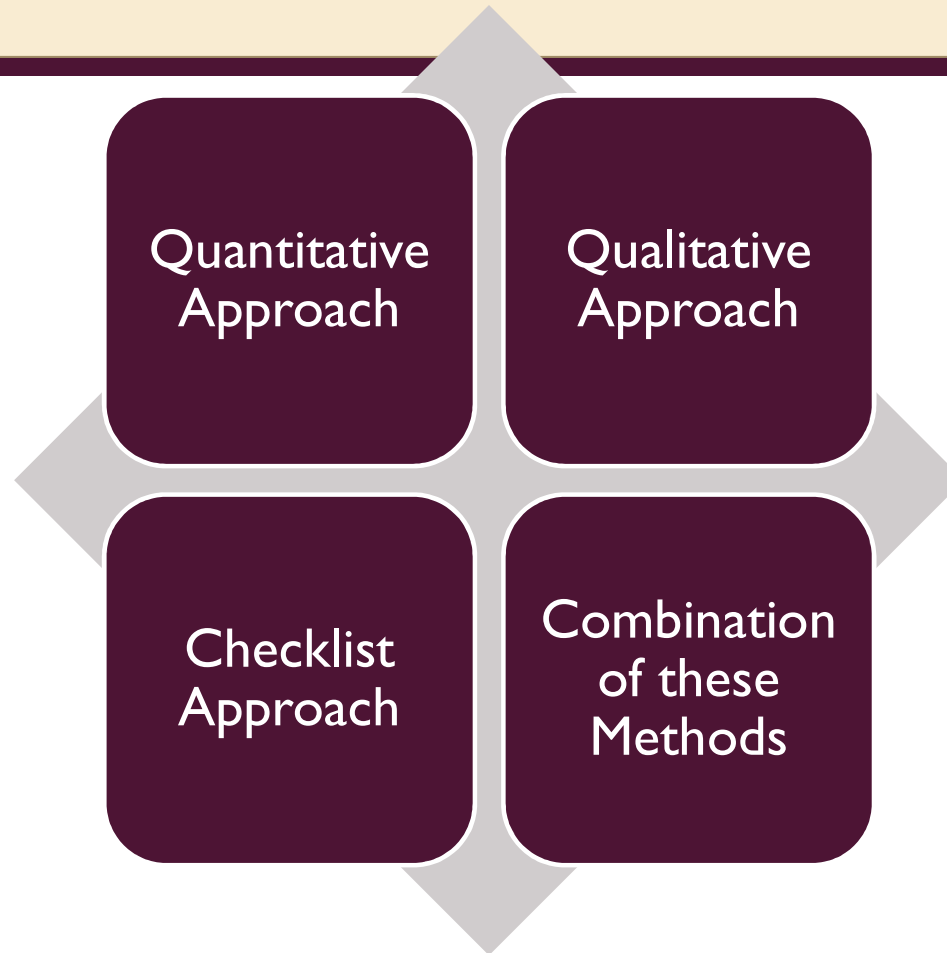 Quantitative
Approach
Qualitative
Approach
Checklist
Approach
Combination
of these
Methods